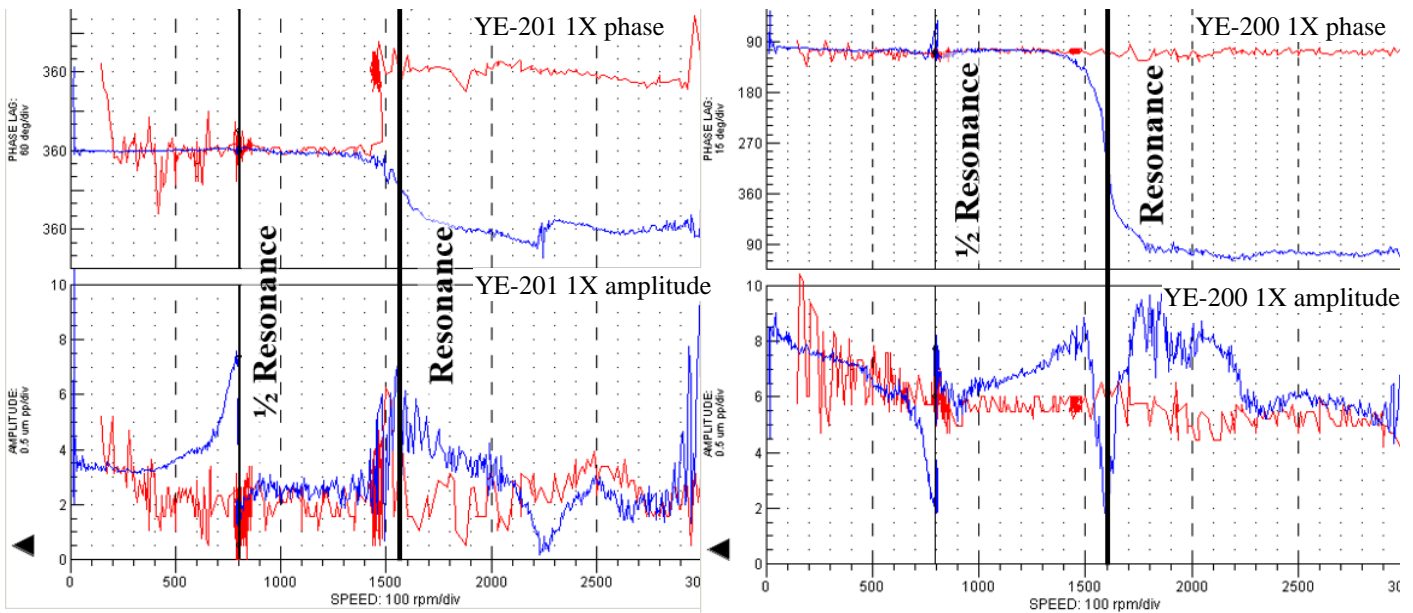 YE-201 1X phase
PHASE LAG:
60 deg/div
360
360
360
½ Resonance
Resonance
YE-201 1X amplitude
AMPLITUDE:
0.5 um pp/div
10
8
6
4
2
0
0
500
1000
1500
2000
2500
SPEED: 100 rpm/div
YE-200 1X phase
PHASE LAG:
15 deg/div
90
180
270
360
90
½ Resonance
Resonance
YE-200 1X amplitude
AMPLITUDE:
0.5 um pp/div
10
8
6
4
2
0
0
500
1000
1500
2000
2500
SPEED: 100 rpm/div